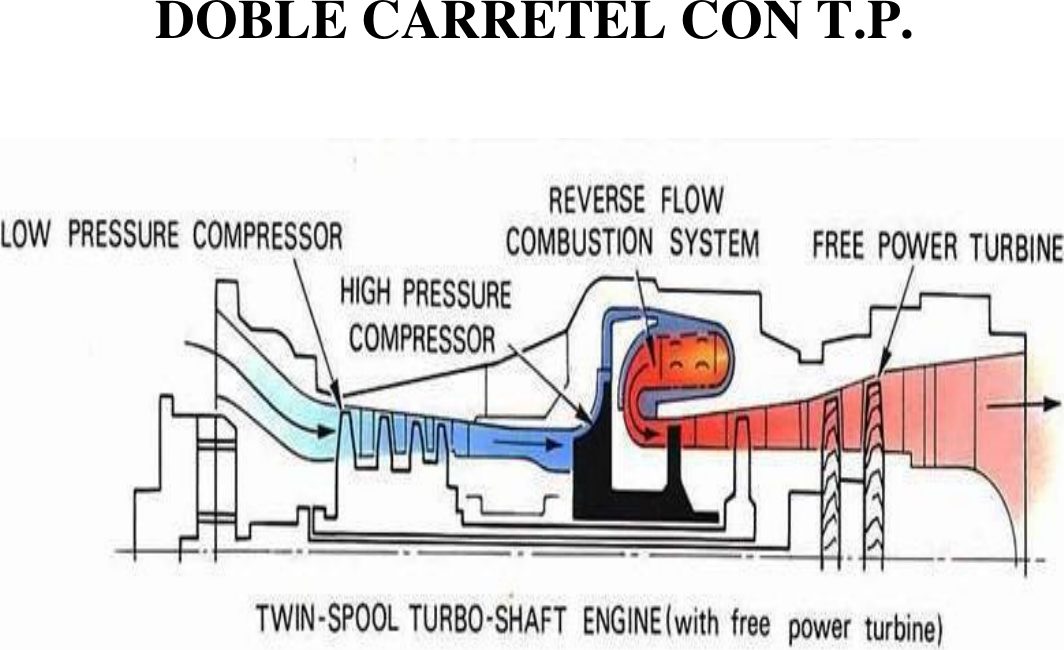 DOBLE CARRETEL CON T.P.
REVERSE FLOW
COMBUSTION SYSTEM
LOW PRESSURE COMPRESSOR
FREE POWER TURBINE
HIGH PRESSURE
COMPRESSOR
TWIN-SPOOL TURBO-SHAFT ENGINE (with free power turbine)